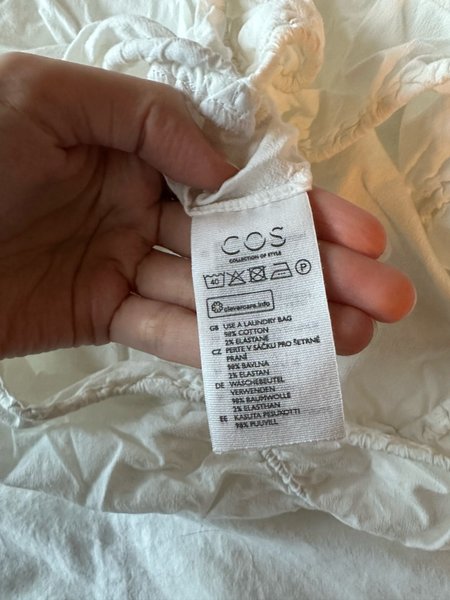 COS
COLLECTION OF STYLE
40 P
clevercare.info
GB USE A LAUNDRY BAG
98% COTTON
2% ELASTANE
CZ PERTE V SÁČKU PRO ŠETRNÉ
PRANÍ
98% BAVLNA
2% ELASTAN
DE WÄSCHEBEUTEL
VERWENDEN
98% BAUMWOLLE
2% ELASTHAN
EE KASUTA PESUKOTTI
98% PUUVILL